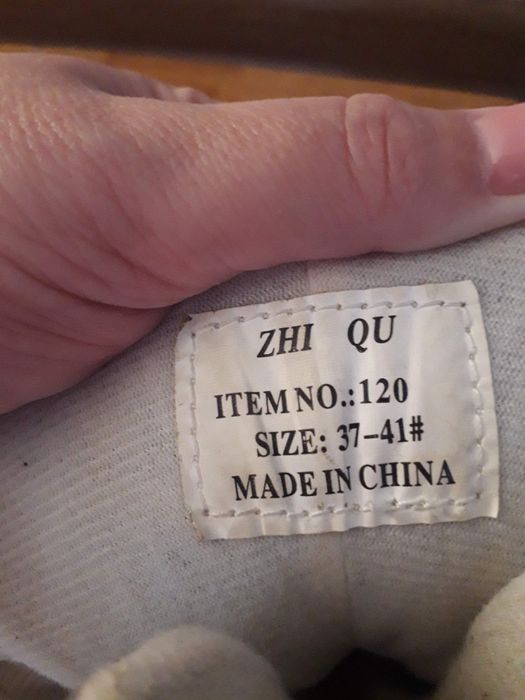 ZHI QU
ITEM NO.:120
SIZE: 37-41#
MADE IN CHINA